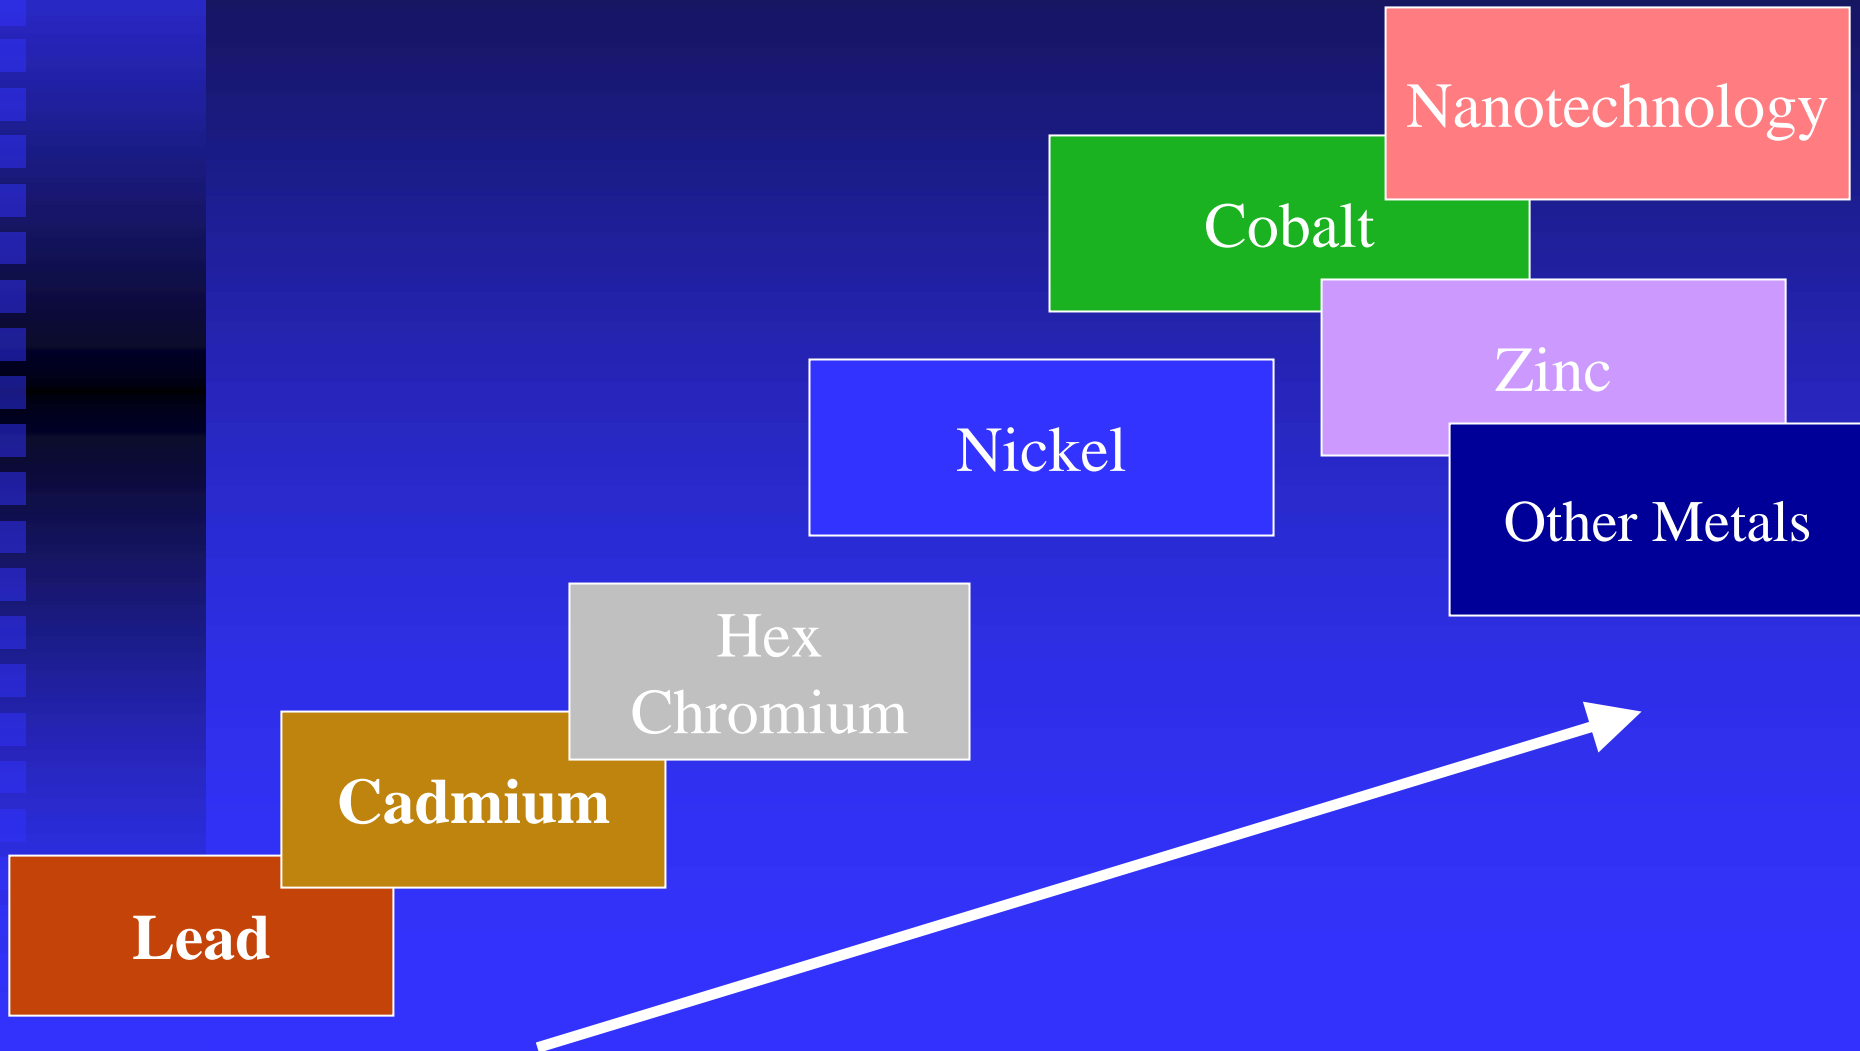 Nanotechnology
Cobalt
Zinc
Nickel
Other Metals
Hex
Chromium
Cadmium
Lead